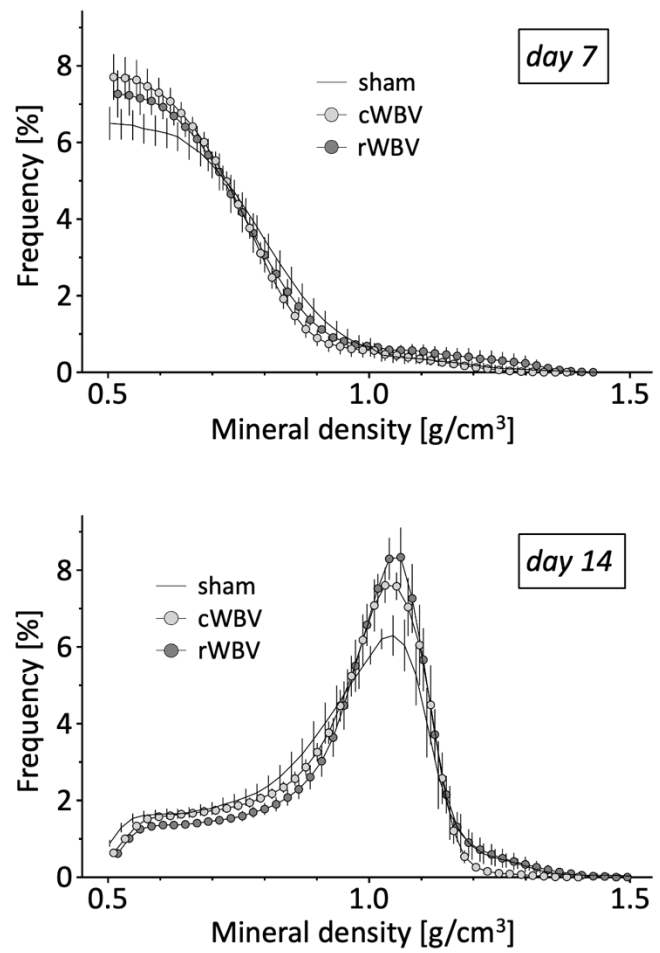 day 7
sham
cWBV
rWBV
Frequency [%]
8
6
4
2
0
0.5 1.0 1.5
Mineral density [g/cm³]
day 14
sham
cWBV
rWBV
Frequency [%]
8
6
4
2
0
0.5 1.0 1.5
Mineral density [g/cm³]